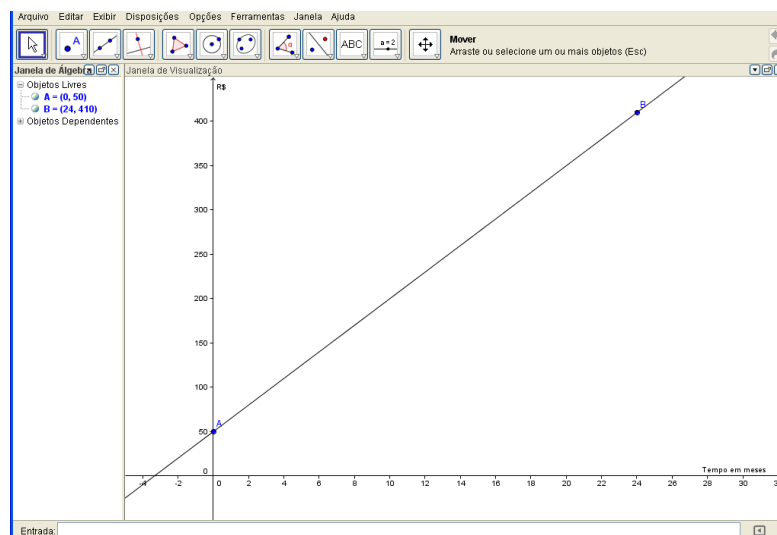 Arquivo Editar Exibir Disposições Opções Ferramentas Janela Ajuda
A
α
ABC
a = 2
Mover
Arraste ou selecione um ou mais objetos (Esc)
Janela de Álgebr
Janela de Visualização
Objetos Livres
A = (0, 50)
B = (24, 410)
Objetos Dependentes
R$
400
350
300
250
200
150
100
50
0
A
B
Tempo em meses
-4 -2 0 2 4 6 8 10 12 14 16 18 20 22 24 26 28 30
Entrada: